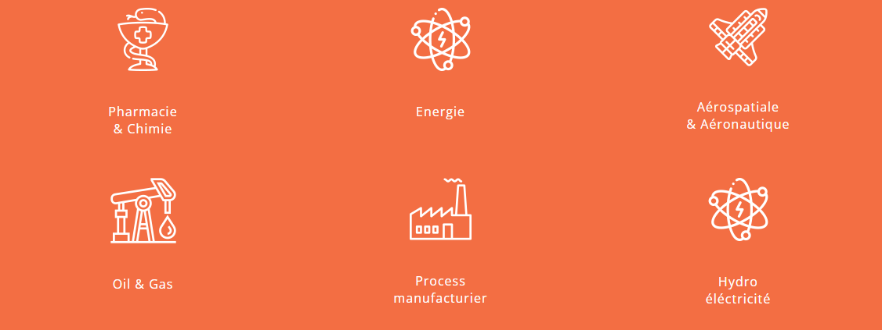 Pharmacie
& Chimie
Energie
Aérospatiale
& Aéronautique
Oil & Gas
Process
manufacturier
Hydro
éléctricité